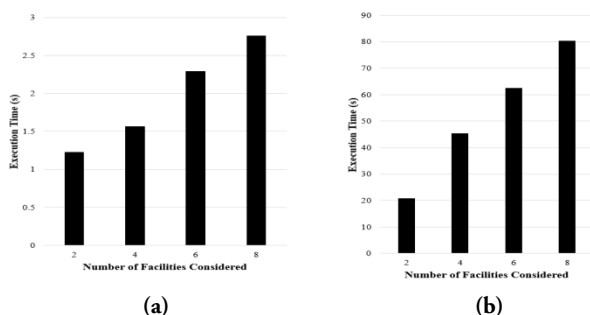 3
2.5
2
1.5
1
0.5
0
Execution Time (s)
2 4 6 8
Number of Facilities Considered
(a)
90
80
70
60
50
40
30
20
10
0
Execution Time (s)
2 4 6 8
Number of Facilities Considered
(b)